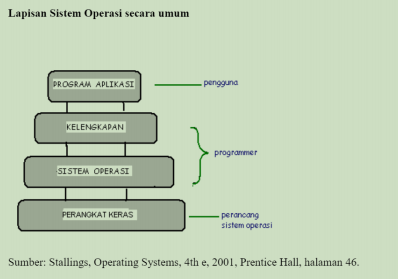 Lapisan Sistem Operasi secara umum
PROGRAM APLIKASI
pengguna
KELENGKAPAN
programmer
SISTEM OPERASI
PERANGKAT KERAS
perancang
sistem operasi
Sumber: Stallings, Operating Systems, 4th e, 2001, Prentice Hall, halaman 46.